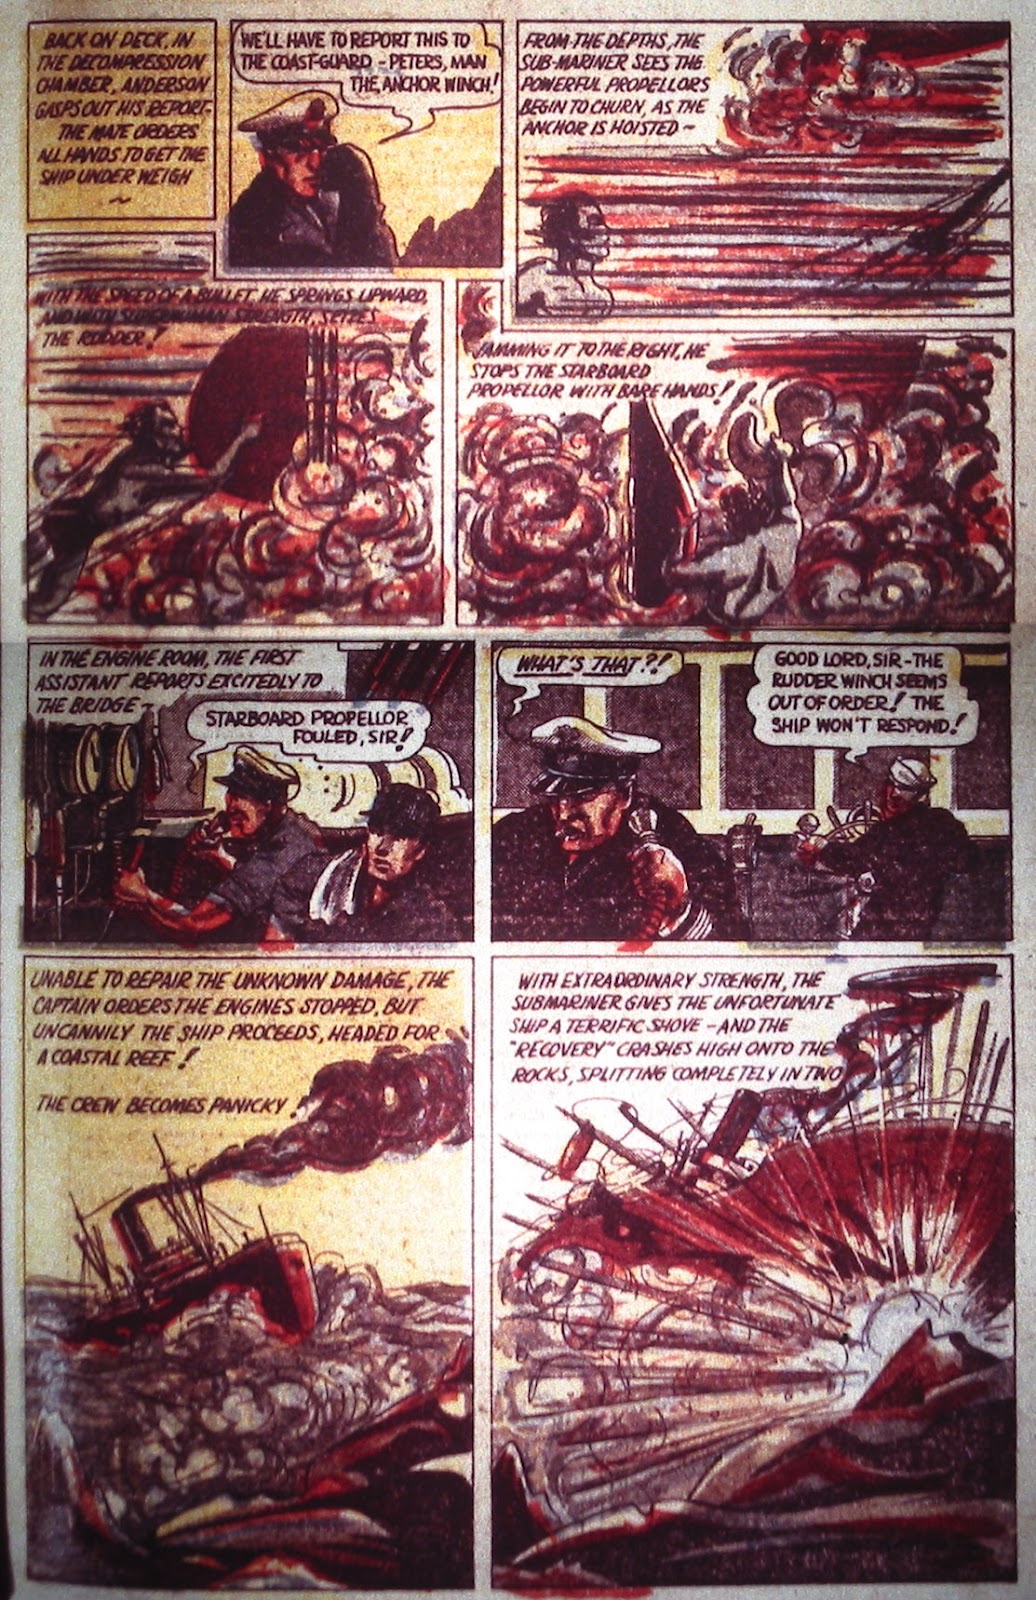 BACK ON DECK, IN
THE DECOMPRESSION
CHAMBER, ANDERSON
GASPS OUT HIS REPORT-
THE MATE ORDERS
ALL HANDS TO GET THE
SHIP UNDER WEIGH
~
WE'LL HAVE TO REPORT THIS TO
THE COAST-GUARD - PETERS, MAN
THE ANCHOR WINCH!
FROM THE DEPTHS, THE
SUB-MARINER SEES THE
POWERFUL PROPELLORS
BEGIN TO CHURN, AS THE
ANCHOR IS HOISTED ~
WITH THE SPEED OF A BULLET, HE SPRINGS UPWARD,
AND WITH SUPERHUMAN STRENGTH, SEIZES
THE RUDDER!
JAMMING IT TO THE RIGHT, HE
STOPS THE STARBOARD
PROPELLOR WITH BARE HANDS!
IN THE ENGINE ROOM, THE FIRST
ASSISTANT REPORTS EXCITEDLY TO
THE BRIDGE ~
STARBOARD PROPELLOR
FOULED, SIR!
WHAT'S THAT?!
GOOD LORD, SIR - THE
RUDDER WINCH SEEMS
OUT OF ORDER! THE
SHIP WON'T RESPOND!
UNABLE TO REPAIR THE UNKNOWN DAMAGE, THE
CAPTAIN ORDERS THE ENGINES STOPPED, BUT
UNCANNILY THE SHIP PROCEEDS, HEADED FOR
A COASTAL REEF!
THE CREW BECOMES PANICKY!
WITH EXTRAORDINARY STRENGTH, THE
SUBMARINER GIVES THE UNFORTUNATE
SHIP A TERRIFIC SHOVE - AND THE
"RECOVERY" CRASHES HIGH ONTO THE
ROCKS, SPLITTING COMPLETELY IN TWO